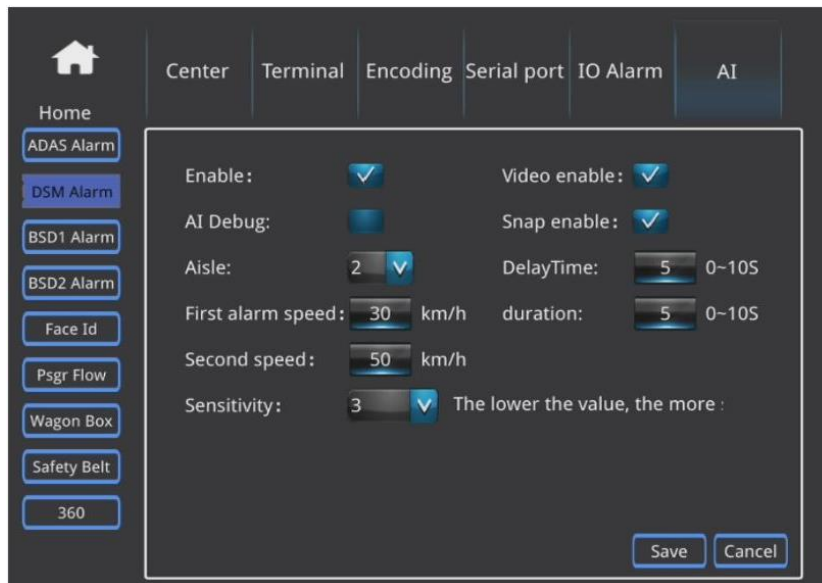 Center Terminal Encoding Serial port IO Alarm AI
Home
ADAS Alarm
DSM Alarm
BSD1 Alarm
BSD2 Alarm
Face Id
Psgr Flow
Wagon Box
Safety Belt
360
Enable: Video enable:
AI Debug: Snap enable:
Aisle: 2 DelayTime: 5 0~10S
First alarm speed: 30 km/h duration: 5 0~10S
Second speed: 50 km/h
Sensitivity: 3 The lower the value, the more
Save Cancel